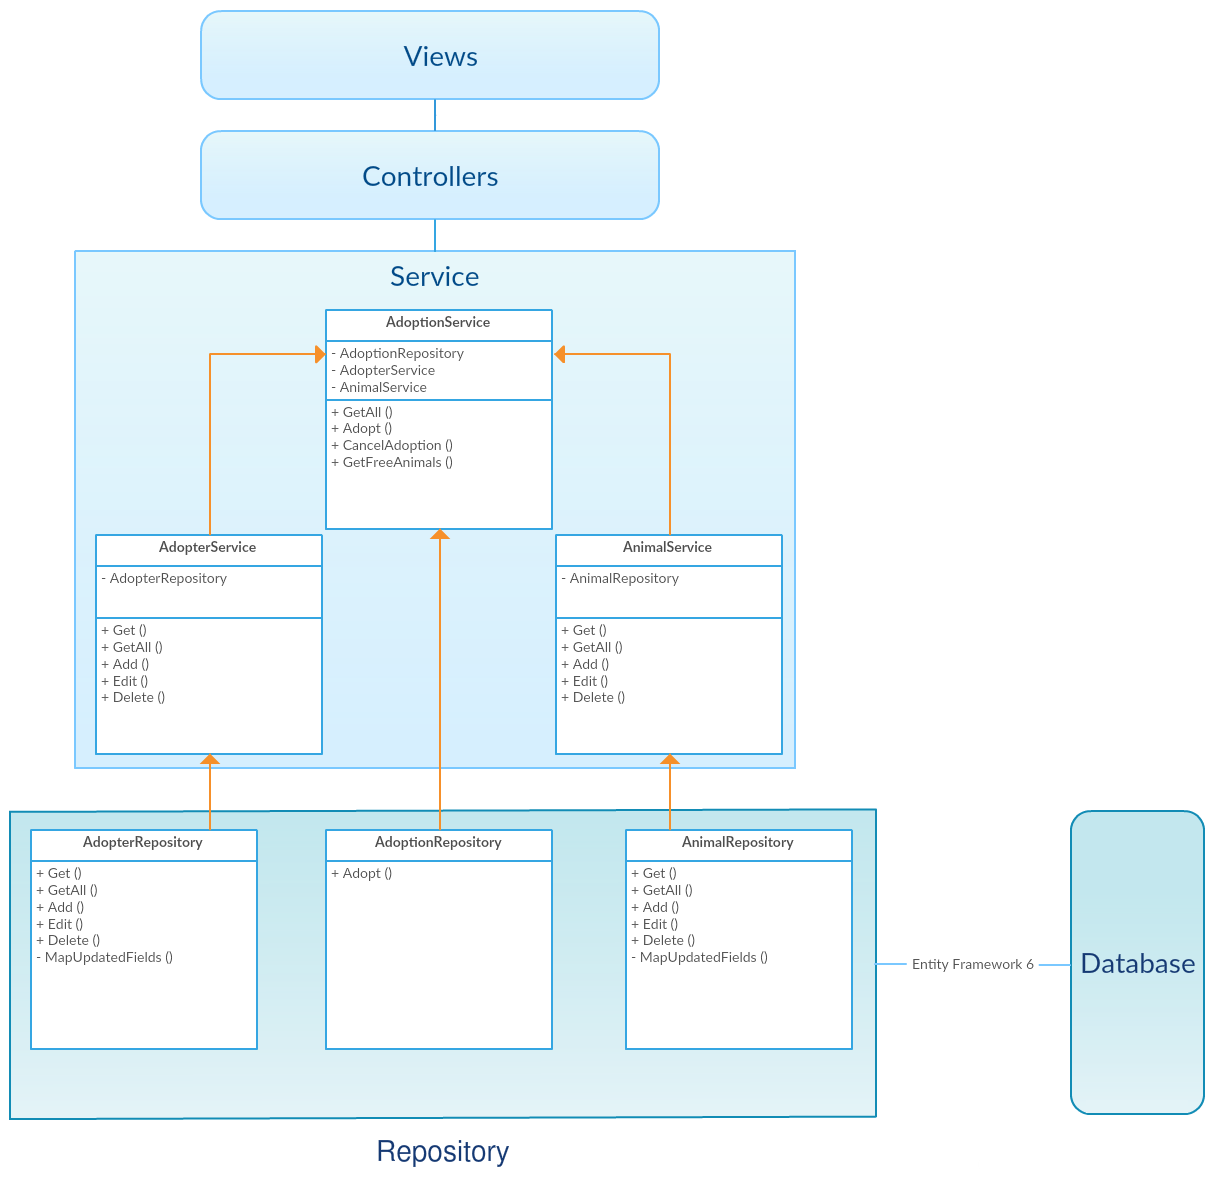 Views
Controllers
Service
AdoptionService
- AdoptionRepository
- AdopterService
- AnimalService
+ GetAll ()
+ Adopt ()
+ CancelAdoption ()
+ GetFreeAnimals ()
AdopterService
- AdopterRepository
+ Get ()
+ GetAll ()
+ Add ()
+ Edit ()
+ Delete ()
AnimalService
- AnimalRepository
+ Get ()
+ GetAll ()
+ Add ()
+ Edit ()
+ Delete ()
AdopterRepository
+ Get ()
+ GetAll ()
+ Add ()
+ Edit ()
+ Delete ()
- MapUpdatedFields ()
AdoptionRepository
+ Adopt ()
AnimalRepository
+ Get ()
+ GetAll ()
+ Add ()
+ Edit ()
+ Delete ()
- MapUpdatedFields ()
Entity Framework 6
Database
Repository